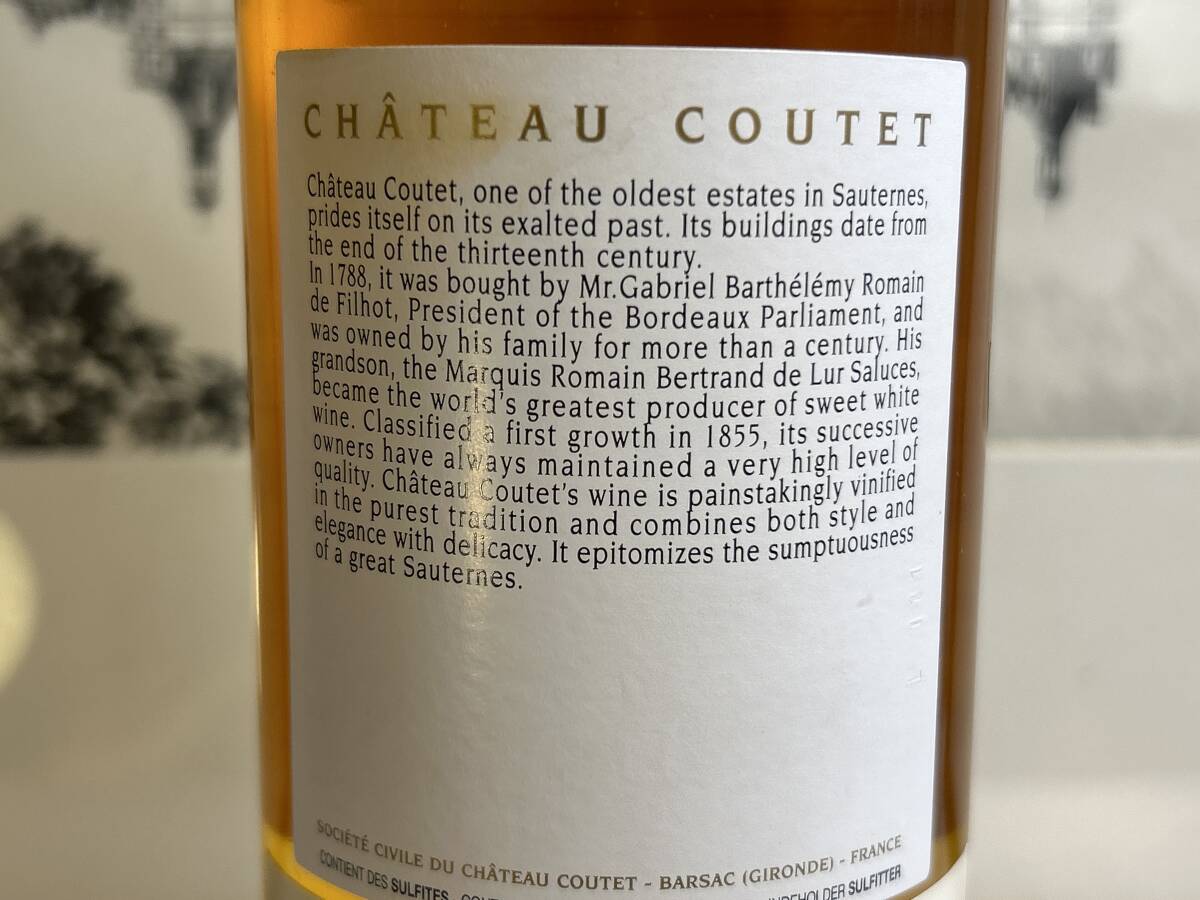 CHÂTEAU COUTET
Château Coutet, one of the oldest estates in Sauternes,
prides itself on its exalted past. Its buildings date from
the end of the thirteenth century.
In 1788, it was bought by Mr.Gabriel Barthélémy Romain
de Filhot, President of the Bordeaux Parliament, and
was owned by his family for more than a century. His
grandson, the Marquis Romain Bertrand de Lur Saluces,
became the world's greatest producer of sweet white
wine. Classified a first growth in 1855, its successive
owners have always maintained a very high level of
quality. Château Coutet's wine is painstakingly vinified
in the purest tradition and combines both style and
elegance with delicacy. It epitomizes the sumptuousness
of a great Sauternes.
SOCIÉTÉ CIVILE DU CHÂTEAU COUTET - BARSAC (GIRONDE) - FRANCE
CONTIENT DES SULFITES SULFITTER